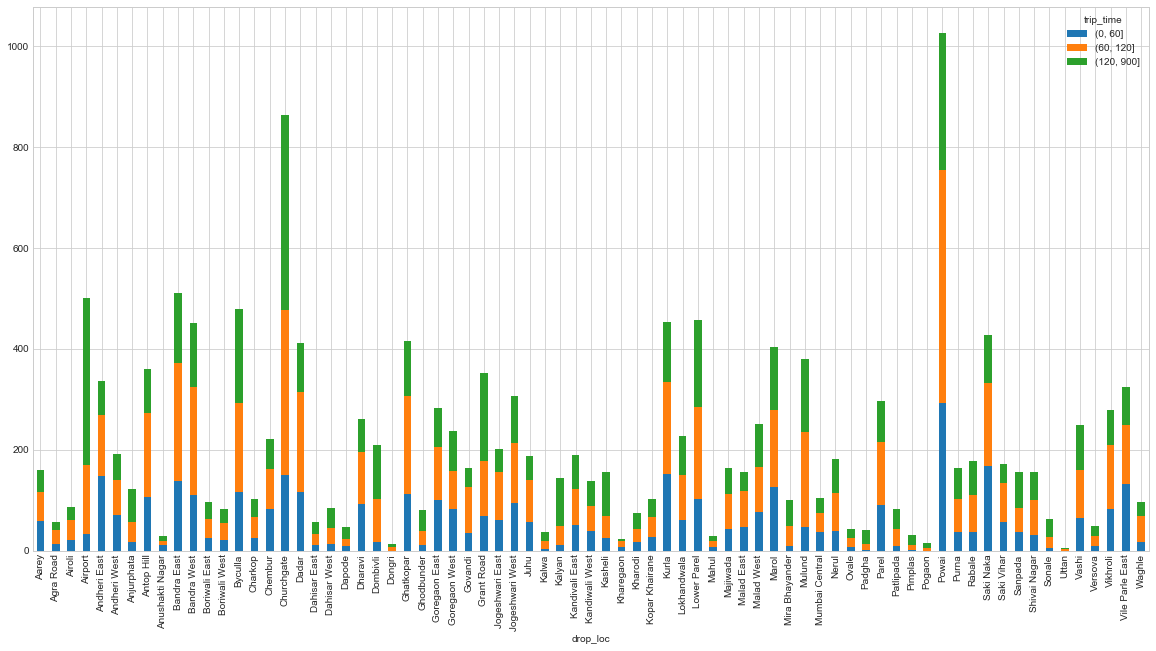 1000
800
600
400
200
0
trip_time
(0, 60]
(60, 120]
(120, 900]
Aarey
Agra Road
Airoli
Airport
Andheri East
Andheri West
Anjurphata
Antop Hill
Anushakti Nagar
Bandra East
Bandra West
Boriwali East
Boriwali West
Byculla
Charkop
Chembur
Churchgate
Dadar
Dahisar East
Dahisar West
Dapode
Dharavi
Dombivli
Dongri
Ghatkopar
Ghodbunder
Goregaon East
Goregaon West
Govandi
Grant Road
Jogeshwari East
Jogeshwari West
Juhu
Kalwa
Kalyan
Kandivali East
Kandiwali West
Kasheli
Kharegaon
Kharodi
Kopar Khairane
Kurla
Lokhandwala
Lower Parel
Mahul
Majiwada
Malad East
Malad West
Marol
Mira Bhayander
Mulund
Mumbai Central
Nerul
Ovale
Padgha
Parel
Patlipada
Pimplas
Pogaon
Powai
Purna
Rabale
Saki Naka
Saki Vihar
Sanpada
Shivai Nagar
Sonale
Uttan
Vashi
Versova
Vikhroli
Vile Parle East
Waghle
drop_loc